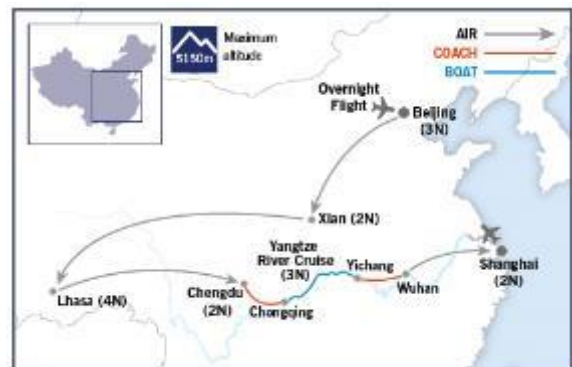 5150m
Maximum
altitude
AIR
COACH
BOAT
Overnight
Flight
Beijing
(3N)
Xian (2N)
Yangtze
River Cruise
(3N)
Yichang
Wuhan
Shanghai
(2N)
Lhasa (4N)
Chengdu
(2N)
Chongqing